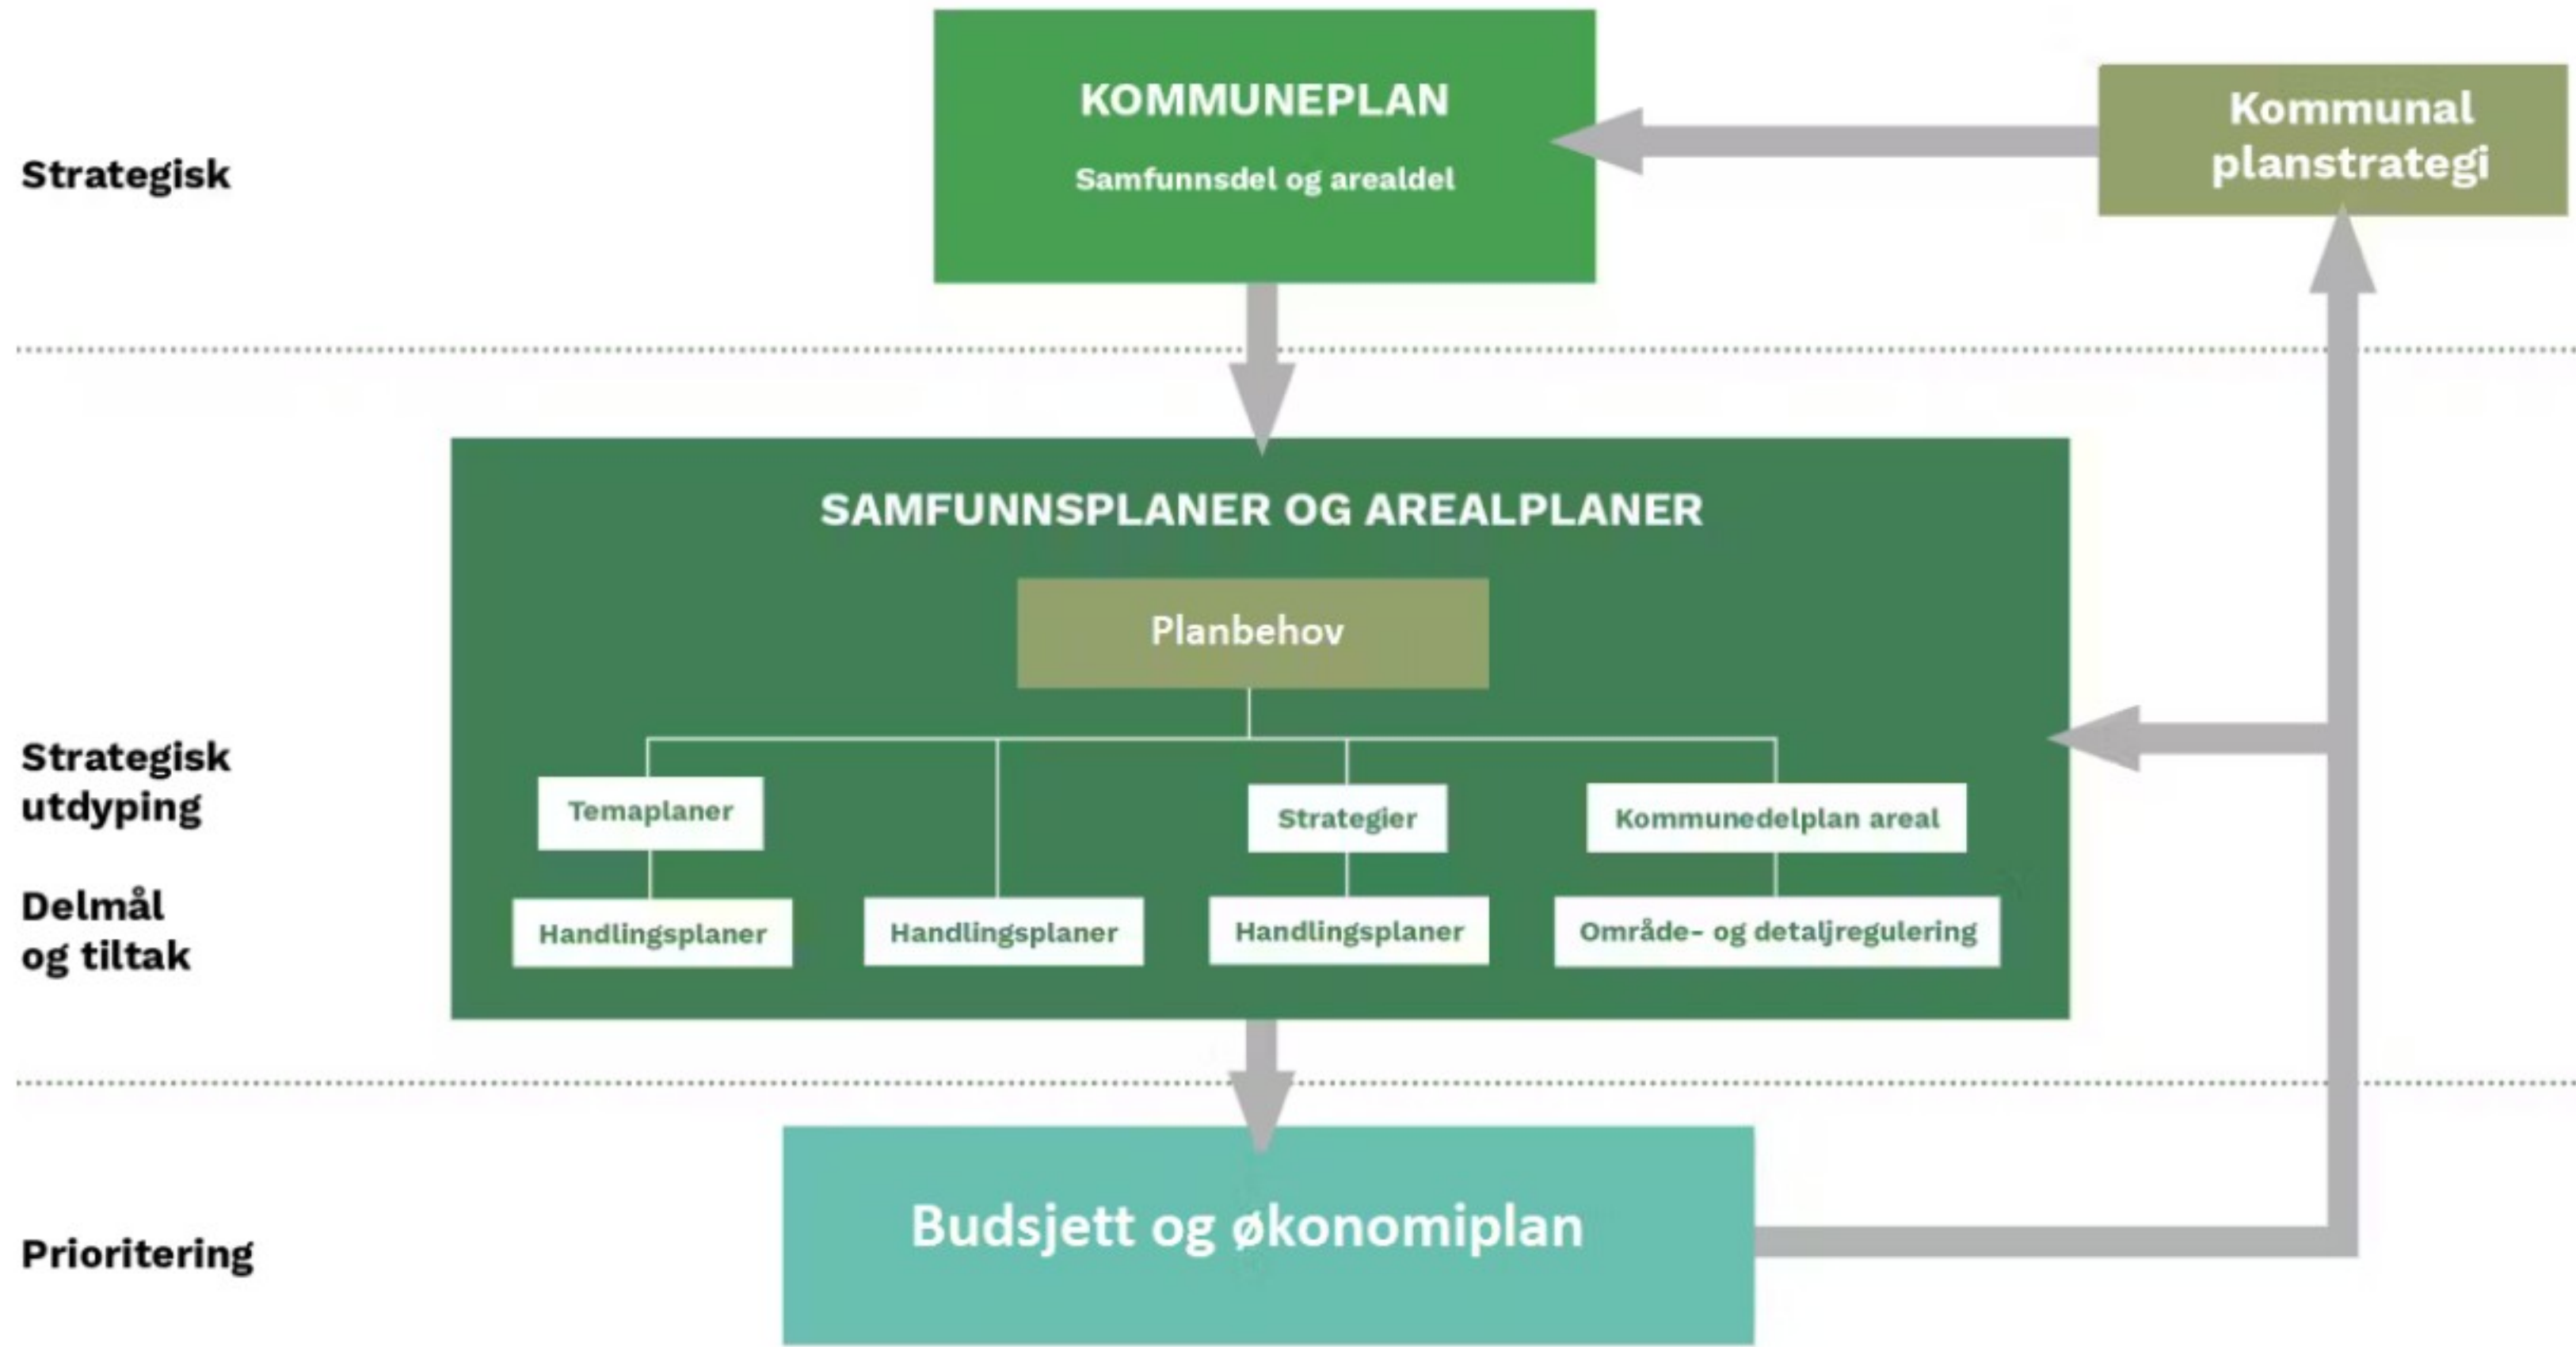 KOMMUNEPLAN
Samfunnsdel og arealdel
Kommunal
planstrategi
Strategisk
SAMFUNNSPLANER OG AREALPLANER
Planbehov
Strategisk
utdyping
Temaplaner
Strategier
Kommunedelplan areal
Delmål
og tiltak
Handlingsplaner
Handlingsplaner
Handlingsplaner
Område- og detaljregulering
Prioritering
Budsjett og økonomiplan